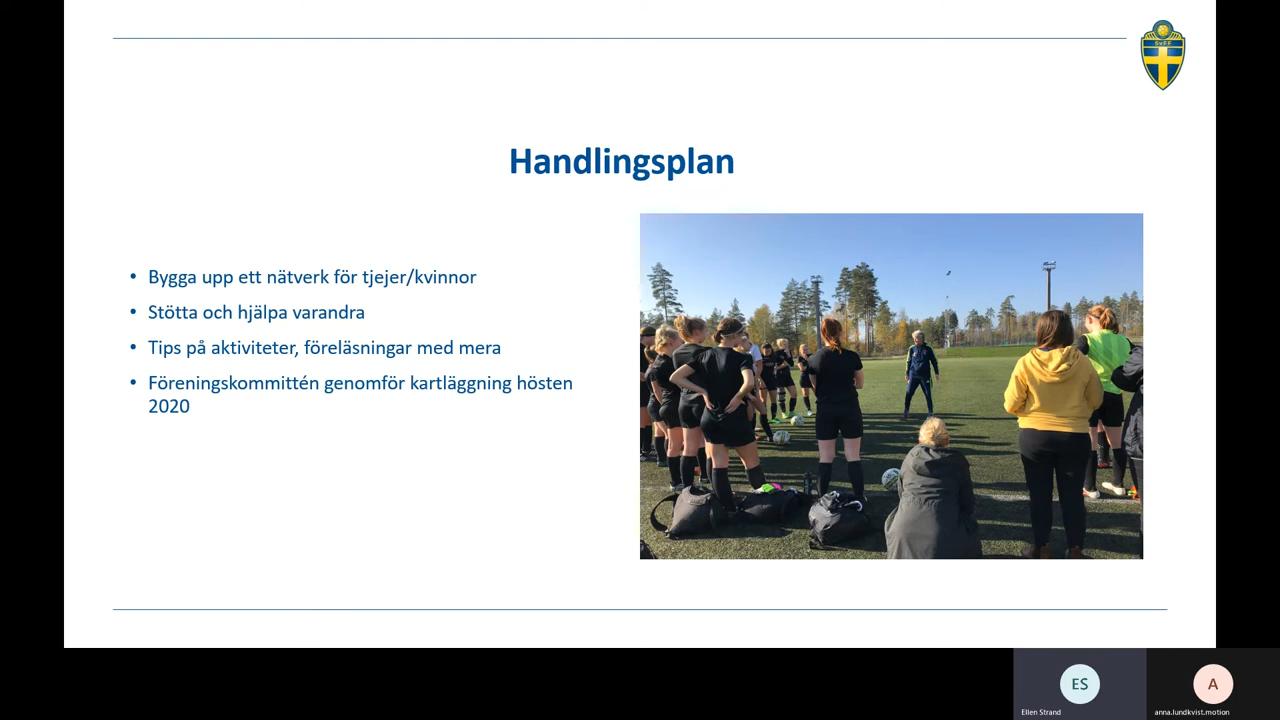 SvFF
Handlingsplan
• Bygga upp ett nätverk för tjejer/kvinnor
• Stötta och hjälpa varandra
• Tips på aktiviteter, föreläsningar med mera
• Föreningskommittén genomför kartläggning hösten
2020
ES
A
Ellen Strand
anna.lundkvist.motion